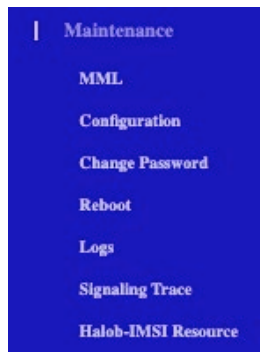 Maintenance
MML
Configuration
Change Password
Reboot
Logs
Signaling Trace
Halob-IMSI Resource